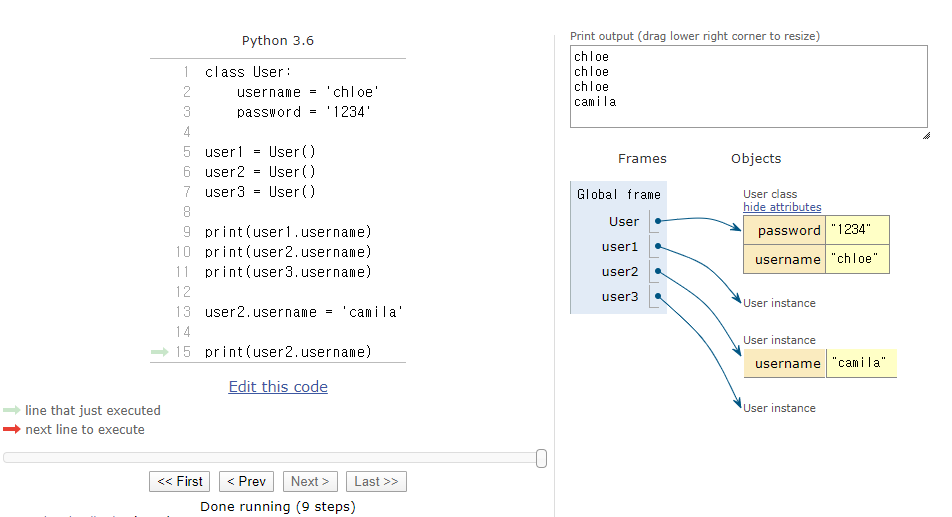 Python 3.6
1 class User:
2 username = 'chloe'
3 password = '1234'
4
5 user1 = User()
6 user2 = User()
7 user3 = User()
8
9 print(user1.username)
10 print(user2.username)
11 print(user3.username)
12
13 user2.username = 'camila'
14
15 print(user2.username)
Edit this code
line that just executed
next line to execute
<< First < Prev Next > Last >>
Done running (9 steps)
Print output (drag lower right corner to resize)
chloe
chloe
chloe
camila
Frames Objects
Global frame
User
user1
user2
user3
User class
hide attributes
password "1234"
username "chloe"
User instance
User instance
username "camila"
User instance